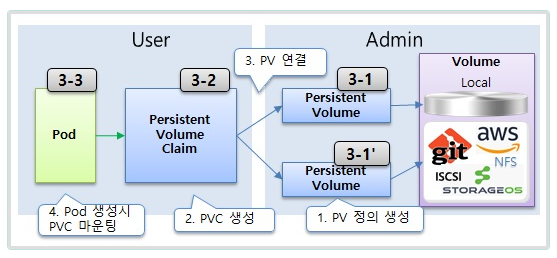 User
Admin
3. PV 연결
Volume
3-3
3-2
3-1
Local
Pod
Persistent
Volume
Claim
Persistent
Volume
3-1'
Persistent
Volume
git
aws
NFS
ISCSI
STORAGEOS
4. Pod 생성시
PVC 마운팅
2. PVC 생성
1. PV 정의 생성